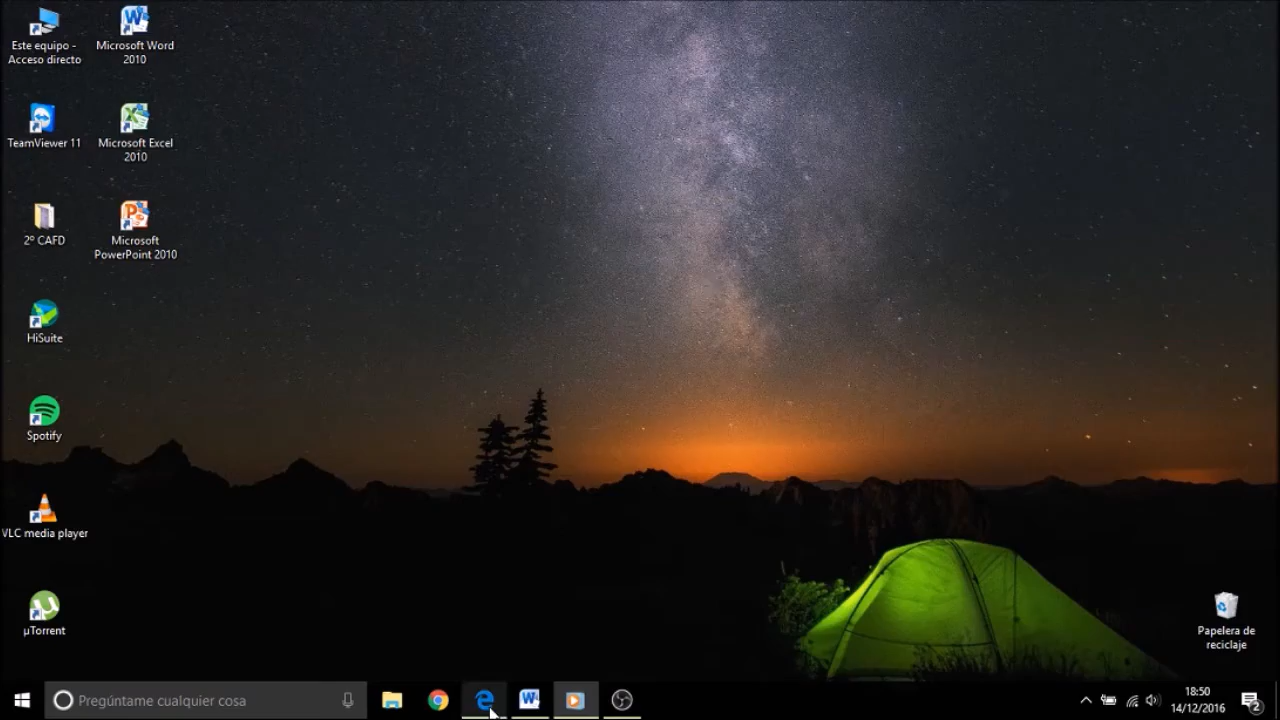 Este equipo -
Acceso directo
Microsoft Word
2010
TeamViewer 11
Microsoft Excel
2010
2º CAFD
Microsoft
PowerPoint 2010
HiSuite
Spotify
VLC media player
µTorrent
Papelera de
reciclaje
Pregúntame cualquier cosa
18:50
14/12/2016
2